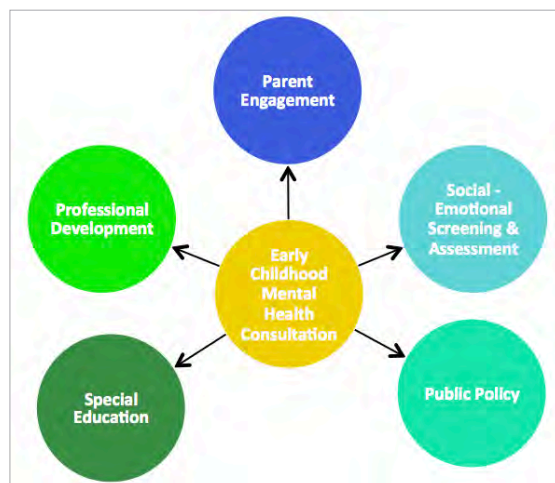 Parent
Engagement
Professional
Development
Social -
Emotional
Screening &
Assessment
Early
Childhood
Mental
Health
Consultation
Special
Education
Public Policy